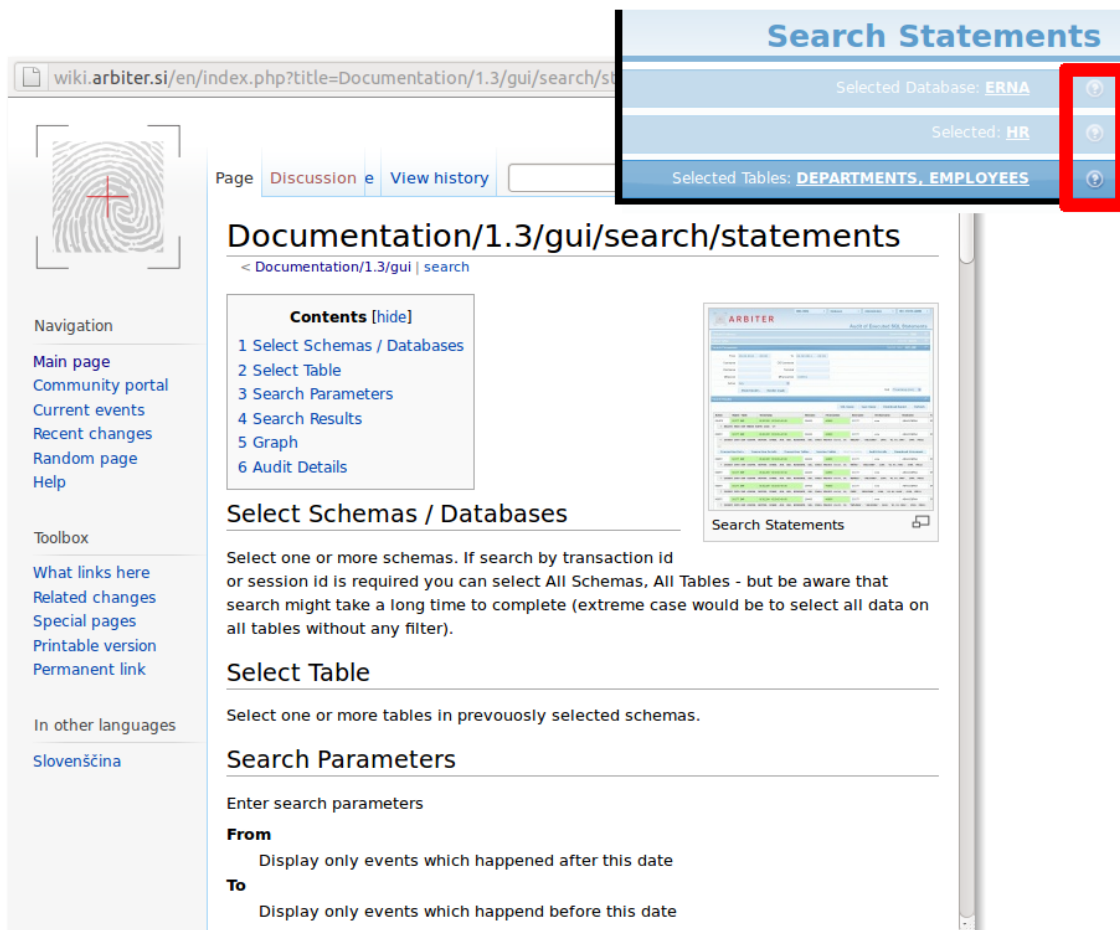 Search Statements
wiki.arbiter.si/en/index.php?title=Documentation/1.3/gui/search/st
Selected Database: ERNA
Selected: HR
Selected Tables: DEPARTMENTS, EMPLOYEES
Page Discussion e View history
Documentation/1.3/gui/search/statements
< Documentation/1.3/gui | search
Navigation
Main page
Community portal
Current events
Recent changes
Random page
Help
Toolbox
What links here
Related changes
Special pages
Printable version
Permanent link
In other languages
Slovenščina
Contents [hide]
1 Select Schemas / Databases
2 Select Table
3 Search Parameters
4 Search Results
5 Graph
6 Audit Details
ARBITER
Audit of Executed SQL Statements
Search Statements
Select Schemas / Databases
Select one or more schemas. If search by transaction id
or session id is required you can select All Schemas, All Tables - but be aware that
search might take a long time to complete (extreme case would be to select all data on
all tables without any filter).
Select Table
Select one or more tables in prevouosly selected schemas.
Search Parameters
Enter search parameters
From
Display only events which happened after this date
To
Display only events which happend before this date